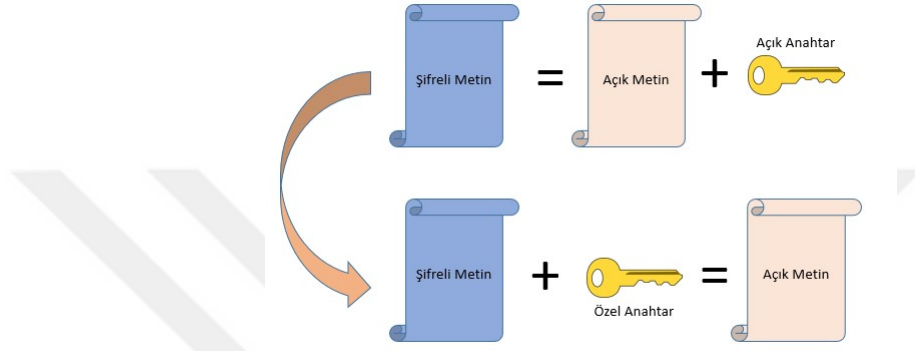 Şifreli Metin
=
Açık Metin
+
Açık Anahtar
Şifreli Metin
+
Özel Anahtar
=
Açık Metin